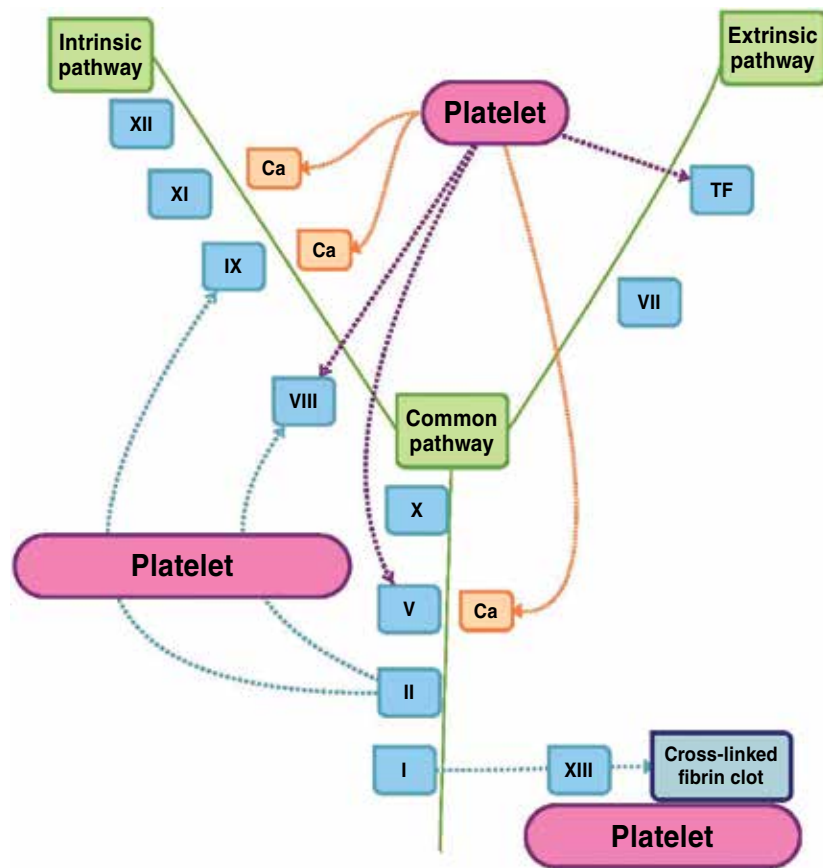 Intrinsic
pathway
Extrinsic
pathway
Platelet
XII
Ca
XI
TF
Ca
IX
VII
VIII
Common
pathway
X
Platelet
V
Ca
II
I
XIII
Cross-linked
fibrin clot
Platelet